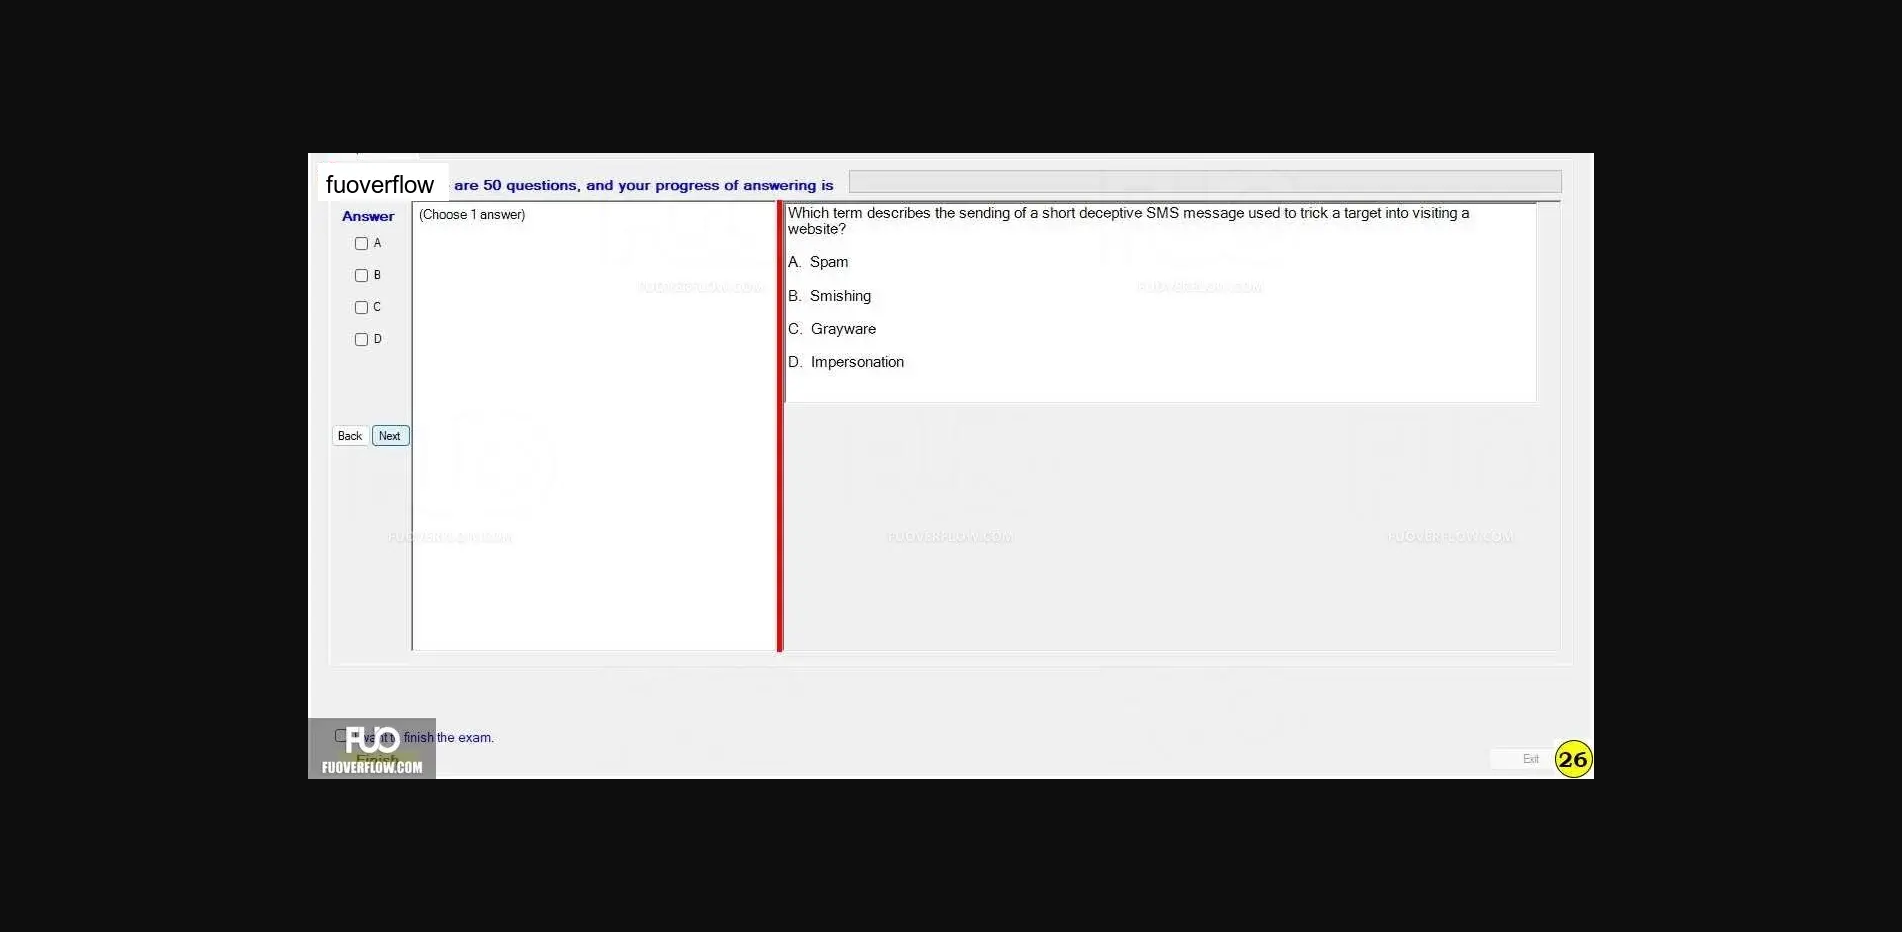 fuoverflow are 50 questions, and your progress of answering is
Answer
A
B
C
D
Back Next
(Choose 1 answer)
Which term describes the sending of a short deceptive SMS message used to trick a target into visiting a
website?
A. Spam
B. Smishing
C. Grayware
D. Impersonation
FUOVERFLOW.COM
FUOVERFLOW.COM
FUOVERFLOW.COM
FUOVERFLOW.COM
FUOVERFLOW.COM
I want to finish the exam.
Finish
FUO
FUOVERFLOW.COM
Exit
26